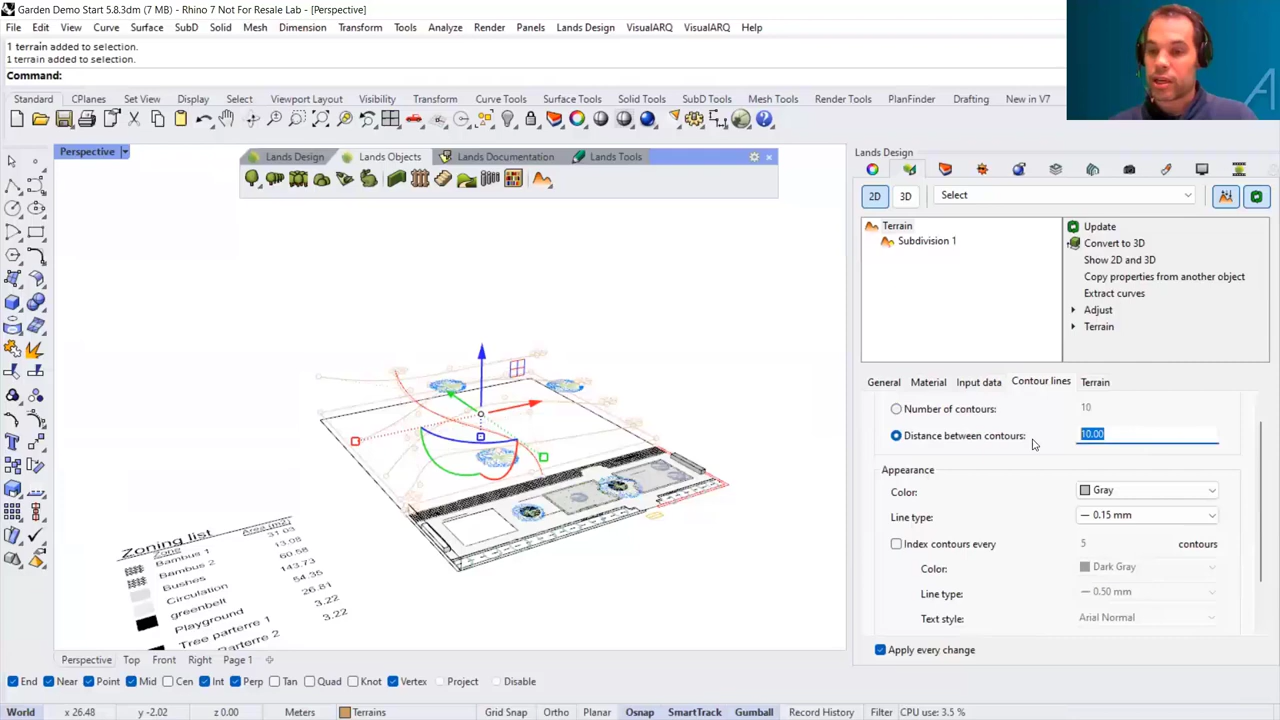 Garden Demo Start 5.8.3dm (7 MB) - Rhino 7 Not For Resale Lab - [Perspective]
File Edit View Curve Surface SubD Solid Mesh Dimension Transform Tools Analyze Render Panels Lands Design VisualARQ VisualARQ Help
1 terrain added to selection.
1 terrain added to selection.
Command:
Standard CPlanes Set View Display Select Viewport Layout Visibility Transform Curve Tools Surface Tools Solid Tools SubD Tools Mesh Tools Render Tools PlanFinder Drafting New in V7
Perspective
Lands Design Lands Objects Lands Documentation Lands Tools
Lands Design
2D 3D Select
Terrain
Subdivision 1
Update
Convert to 3D
Show 2D and 3D
Copy properties from another object
Extract curves
Adjust
Terrain
General Material Input data Contour lines Terrain
Number of contours: 10
Distance between contours: 10.00
Appearance
Color: Gray
Line type: 0.15 mm
Index contours every 5 contours
Color: Dark Gray
Line type: 0.50 mm
Text style: Arial Normal
Apply every change
Zoning list
Zone Area (m2)
Bambus 1 31.03
Bambus 2 13.08
Bushes 60.58
Circulation 143.73
greenbelt 54.35
Playground 26.81
Tree parterre 1 3.22
Tree parterre 2 3.22
Perspective Top Front Right Page 1
End Near Point Mid Cen Int Perp Tan Quad Knot Vertex Project Disable
World x 26.48 y -2.02 z 0.00 Meters Terrains Grid Snap Ortho Planar Osnap SmartTrack Gumball Record History Filter CPU use: 3.5 %